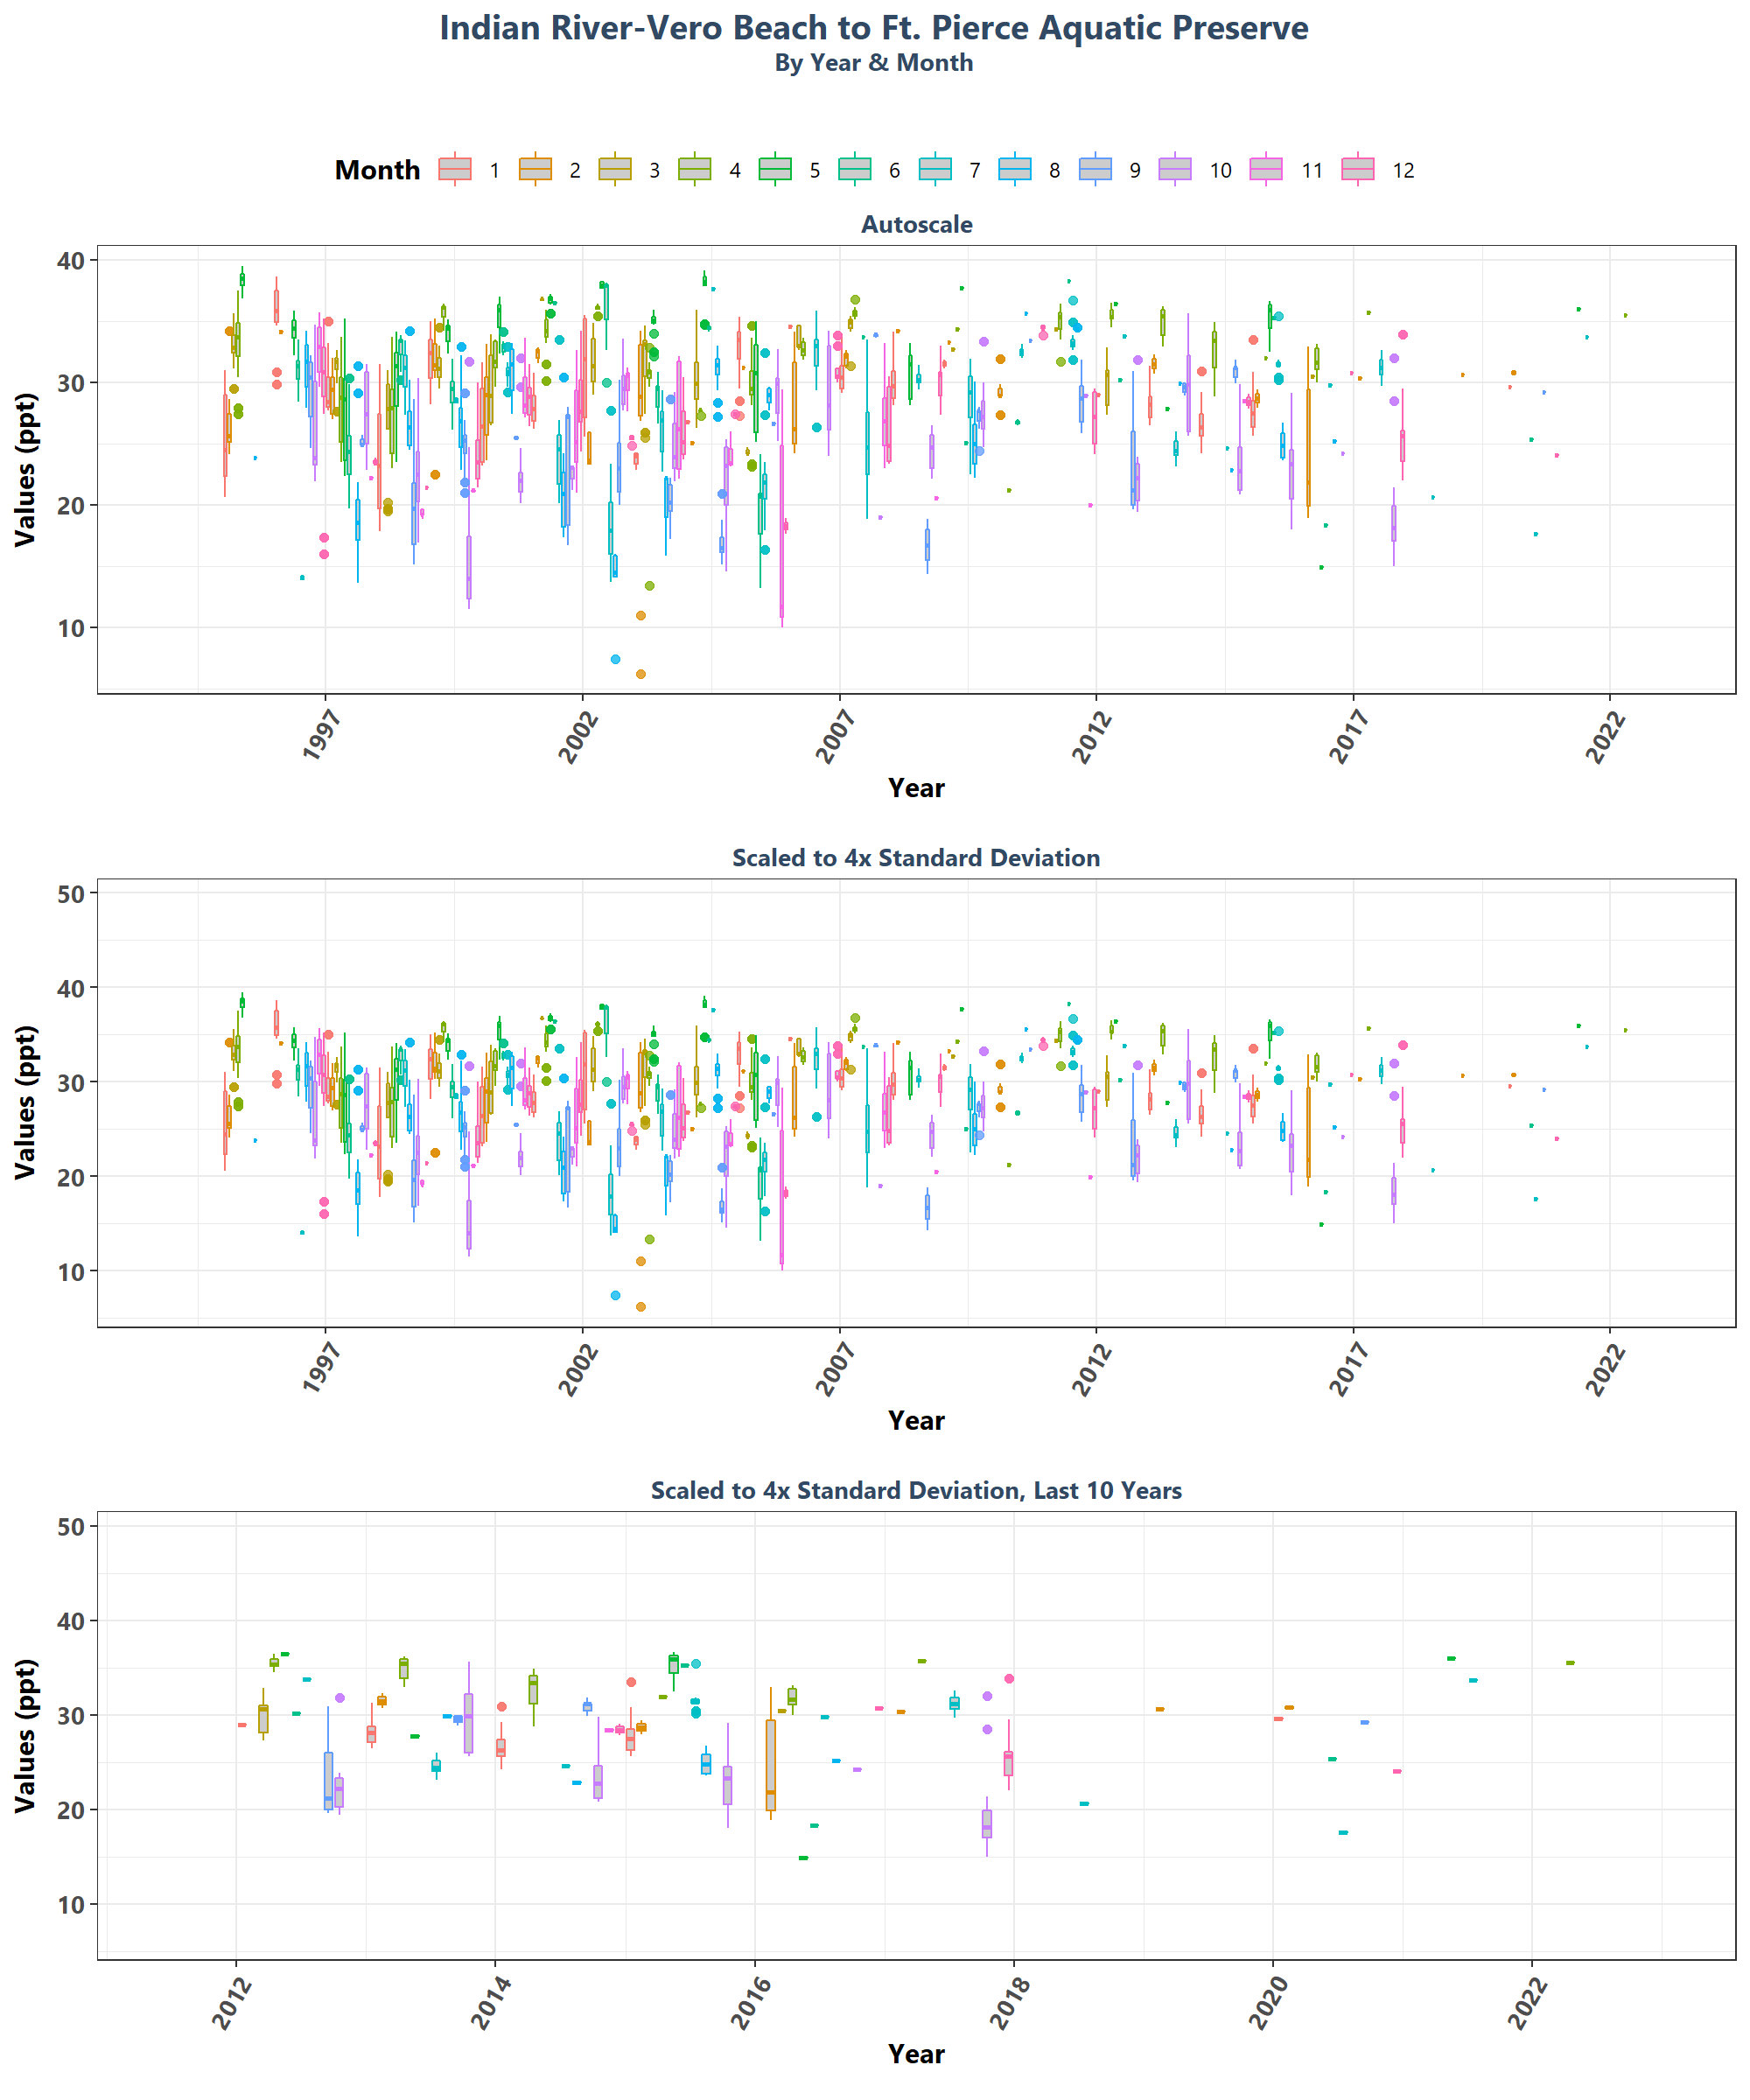 Indian River-Vero Beach to Ft. Pierce Aquatic Preserve
By Year & Month
Month 1 2 3 4 5 6 7 8 9 10 11 12
Autoscale
40
30
20
10
Values (ppt)
1997 2002 2007 2012 2017 2022
Year
Scaled to 4x Standard Deviation
50
40
30
20
10
Values (ppt)
1997 2002 2007 2012 2017 2022
Year
Scaled to 4x Standard Deviation, Last 10 Years
50
40
30
20
10
Values (ppt)
2012 2014 2016 2018 2020 2022
Year